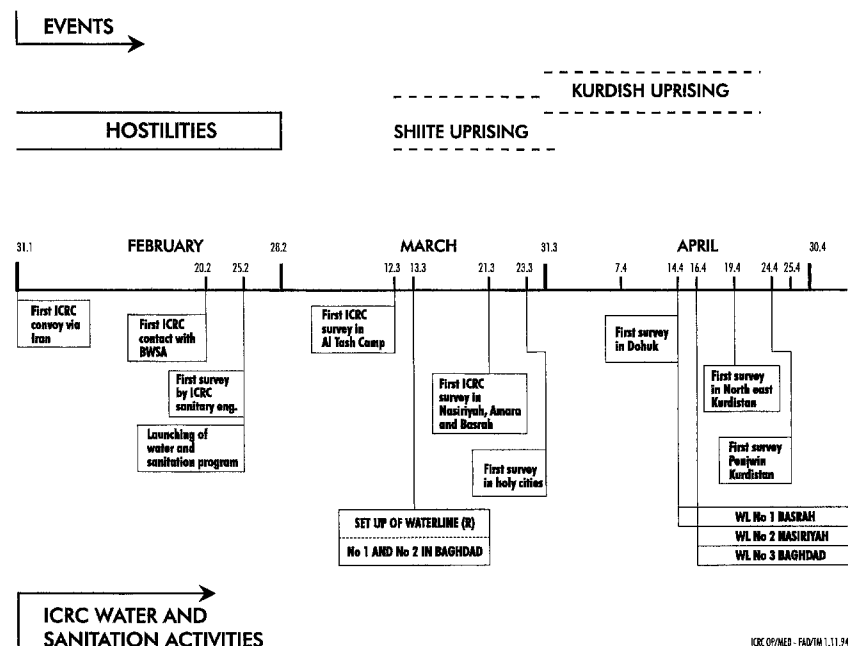 EVENTS
KURDISH UPRISING
HOSTILITIES
SHIITE UPRISING
31.1
FEBRUARY
28.2
MARCH
31.3
APRIL
30.4
20.2
25.2
12.3
13.3
21.3
23.3
7.4
14.4
16.4
19.4
24.4
25.4
First ICRC
convoy via
Iran
First ICRC
contact with
BWSA
First survey
by ICRC
sanitary eng.
Launching of
water and
sanitation program
First ICRC
survey in
Al Tash Camp
First ICRC
survey in
Nasiriyah, Amara
and Basrah
First survey
in holy cities
SET UP OF WATERLINE (R)
No 1 AND No 2 IN BAGHDAD
First survey
in Dohuk
First survey
in North east
Kurdistan
First survey
Penjwin
Kurdistan
WL No 1 BASRAH
WL No 2 NASIRIYAH
WL No 3 BAGHDAD
ICRC WATER AND
SANITATION ACTIVITIES
ICRC OP/MED - FAD/TM 1.11.94